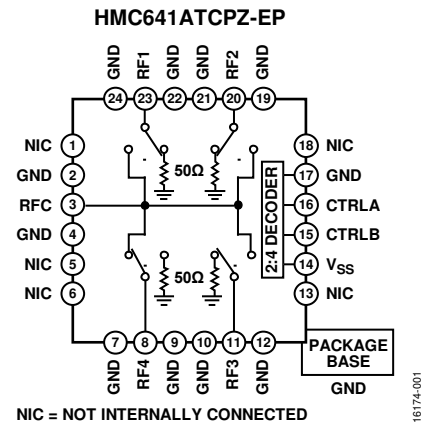 HMC641ATCPZ-EP
GND RF1 GND GND RF2 GND
24 23 22 21 20 19
NIC 1
GND 2
RFC 3
GND 4
NIC 5
NIC 6
50Ω
50Ω
2:4 DECODER
18 NIC
17 GND
16 CTRLA
15 CTRLB
14 VSS
13 NIC
7 8 9 10 11 12
GND RF4 GND GND RF3 GND
PACKAGE
BASE
GND
NIC = NOT INTERNALLY CONNECTED
16174-001